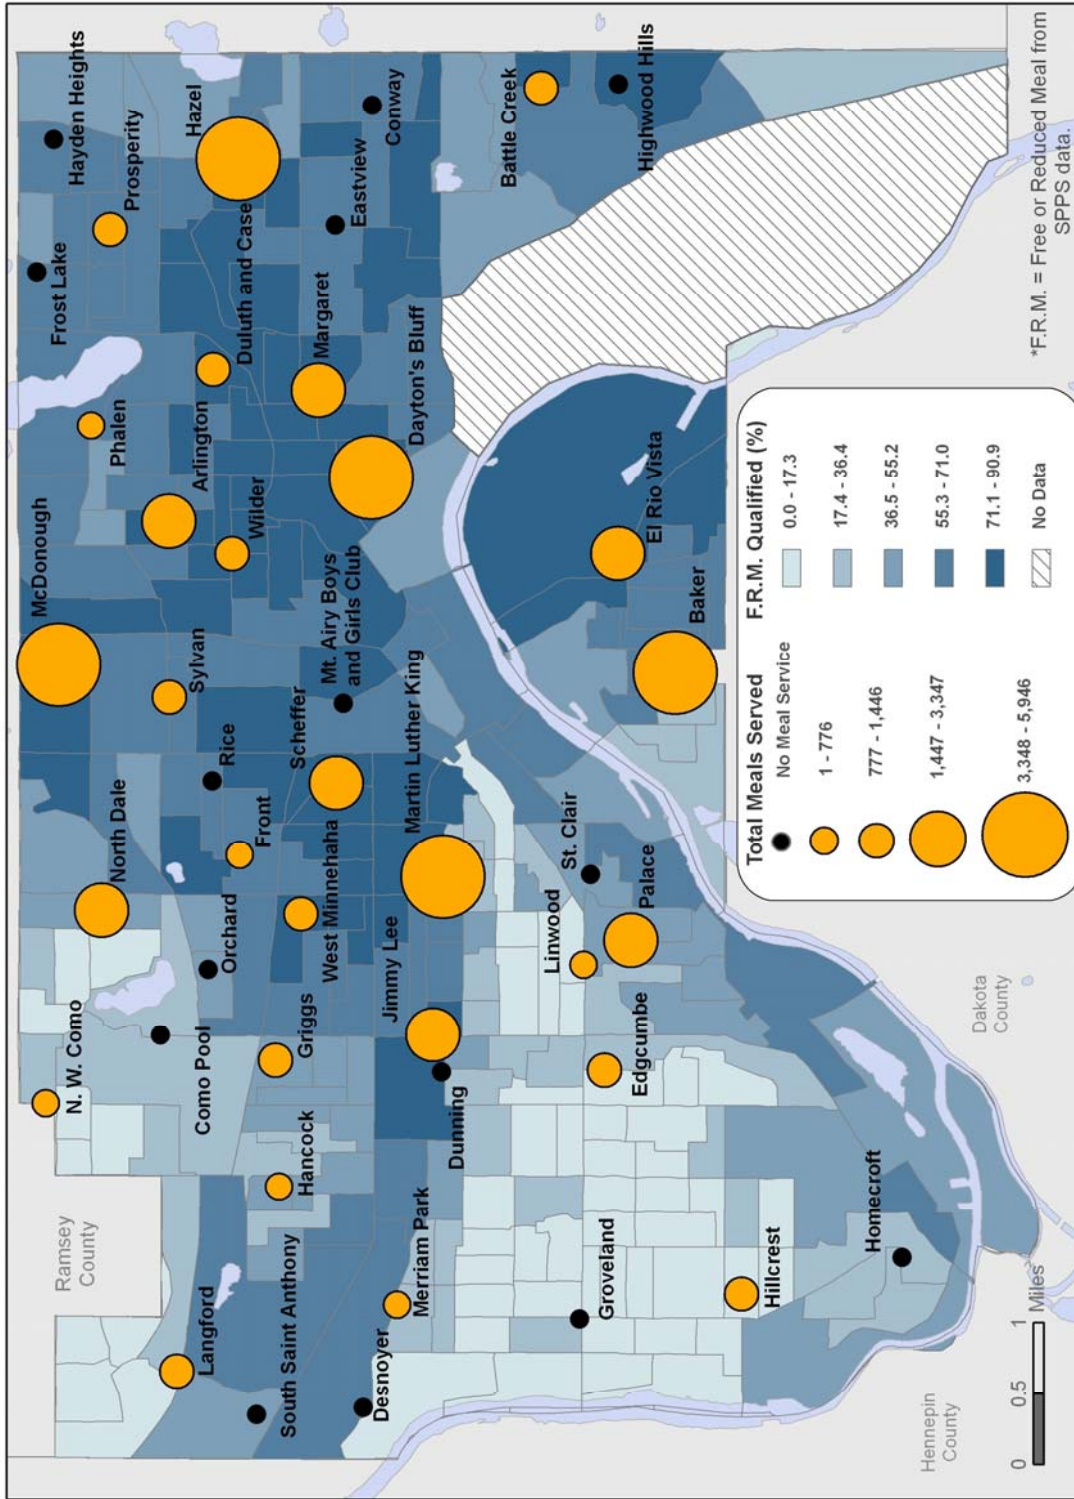 Ramsey
County
N. W. Como
North Dale
McDonough
Phalen
Frost Lake
Hayden Heights
Prosperity
Langford
Como Pool
Orchard
Rice
Sylvan
Arlington
Duluth and Case
Hazel
South Saint Anthony
Hancock
Griggs
Front
Wilder
Margaret
Eastview
Conway
Desnoyer
West Minnehaha
Scheffer
Mt. Airy Boys
and Girls Club
Dayton's Bluff
Merriam Park
Dunning
Jimmy Lee
Martin Luther King
Battle Creek
Highwood Hills
Groveland
Edgcumbe
Linwood
St. Clair
Palace
Baker
El Rio Vista
Hillcrest
Homecroft
Hennepin
County
Dakota
County
0 0.5 1
Miles
Total Meals Served
No Meal Service
1 - 776
777 - 1,446
1,447 - 3,347
3,348 - 5,946
F.R.M. Qualified (%)
0.0 - 17.3
17.4 - 36.4
36.5 - 55.2
55.3 - 71.0
71.1 - 90.9
No Data
*F.R.M. = Free or Reduced Meal from
SPPS data.